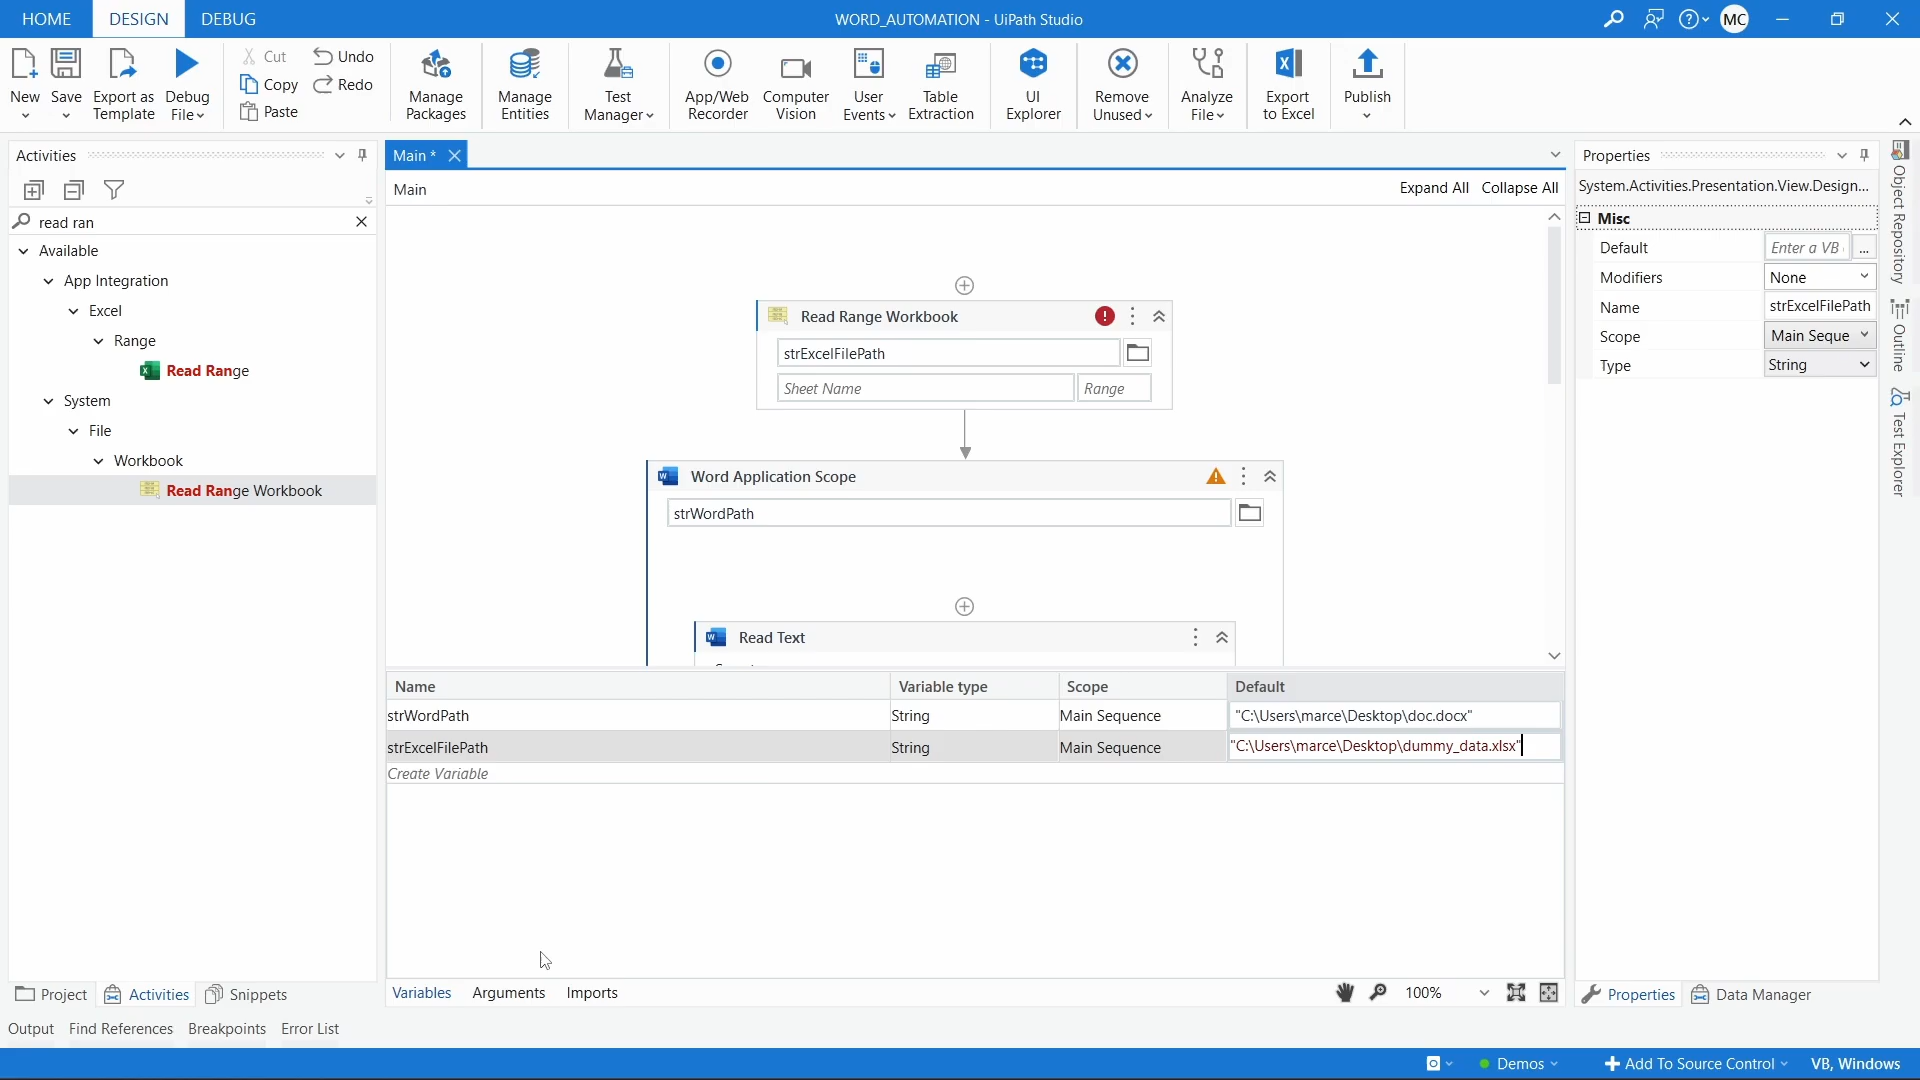 HOME DESIGN DEBUG
WORD_AUTOMATION - UiPath Studio
MC
New
Save
Export as Template
Debug File
Cut
Copy
Paste
Undo
Redo
Manage Packages
Manage Entities
Test Manager
App/Web Recorder
Computer Vision
User Events
Table Extraction
UI Explorer
Remove Unused
Analyze File
Export to Excel
Publish
Activities
read ran
Available
App Integration
Excel
Range
Read Range
System
File
Workbook
Read Range Workbook
Project Activities Snippets
Main *
Main
Expand All Collapse All
Read Range Workbook
strExcelFilePath
Sheet Name Range
Word Application Scope
strWordPath
Read Text
Name Variable type Scope Default
strWordPath String Main Sequence "C:\Users\marce\Desktop\doc.docx"
strExcelFilePath String Main Sequence "C:\Users\marce\Desktop\dummy_data.xlsx"
Create Variable
Variables Arguments Imports
100%
Properties
System.Activities.Presentation.View.Design...
Misc
Default Enter a VB ...
Modifiers None
Name strExcelFilePath
Scope Main Seque
Type String
Properties Data Manager
Object Repository
Outline
Test Explorer
Output Find References Breakpoints Error List
Demos Add To Source Control VB, Windows